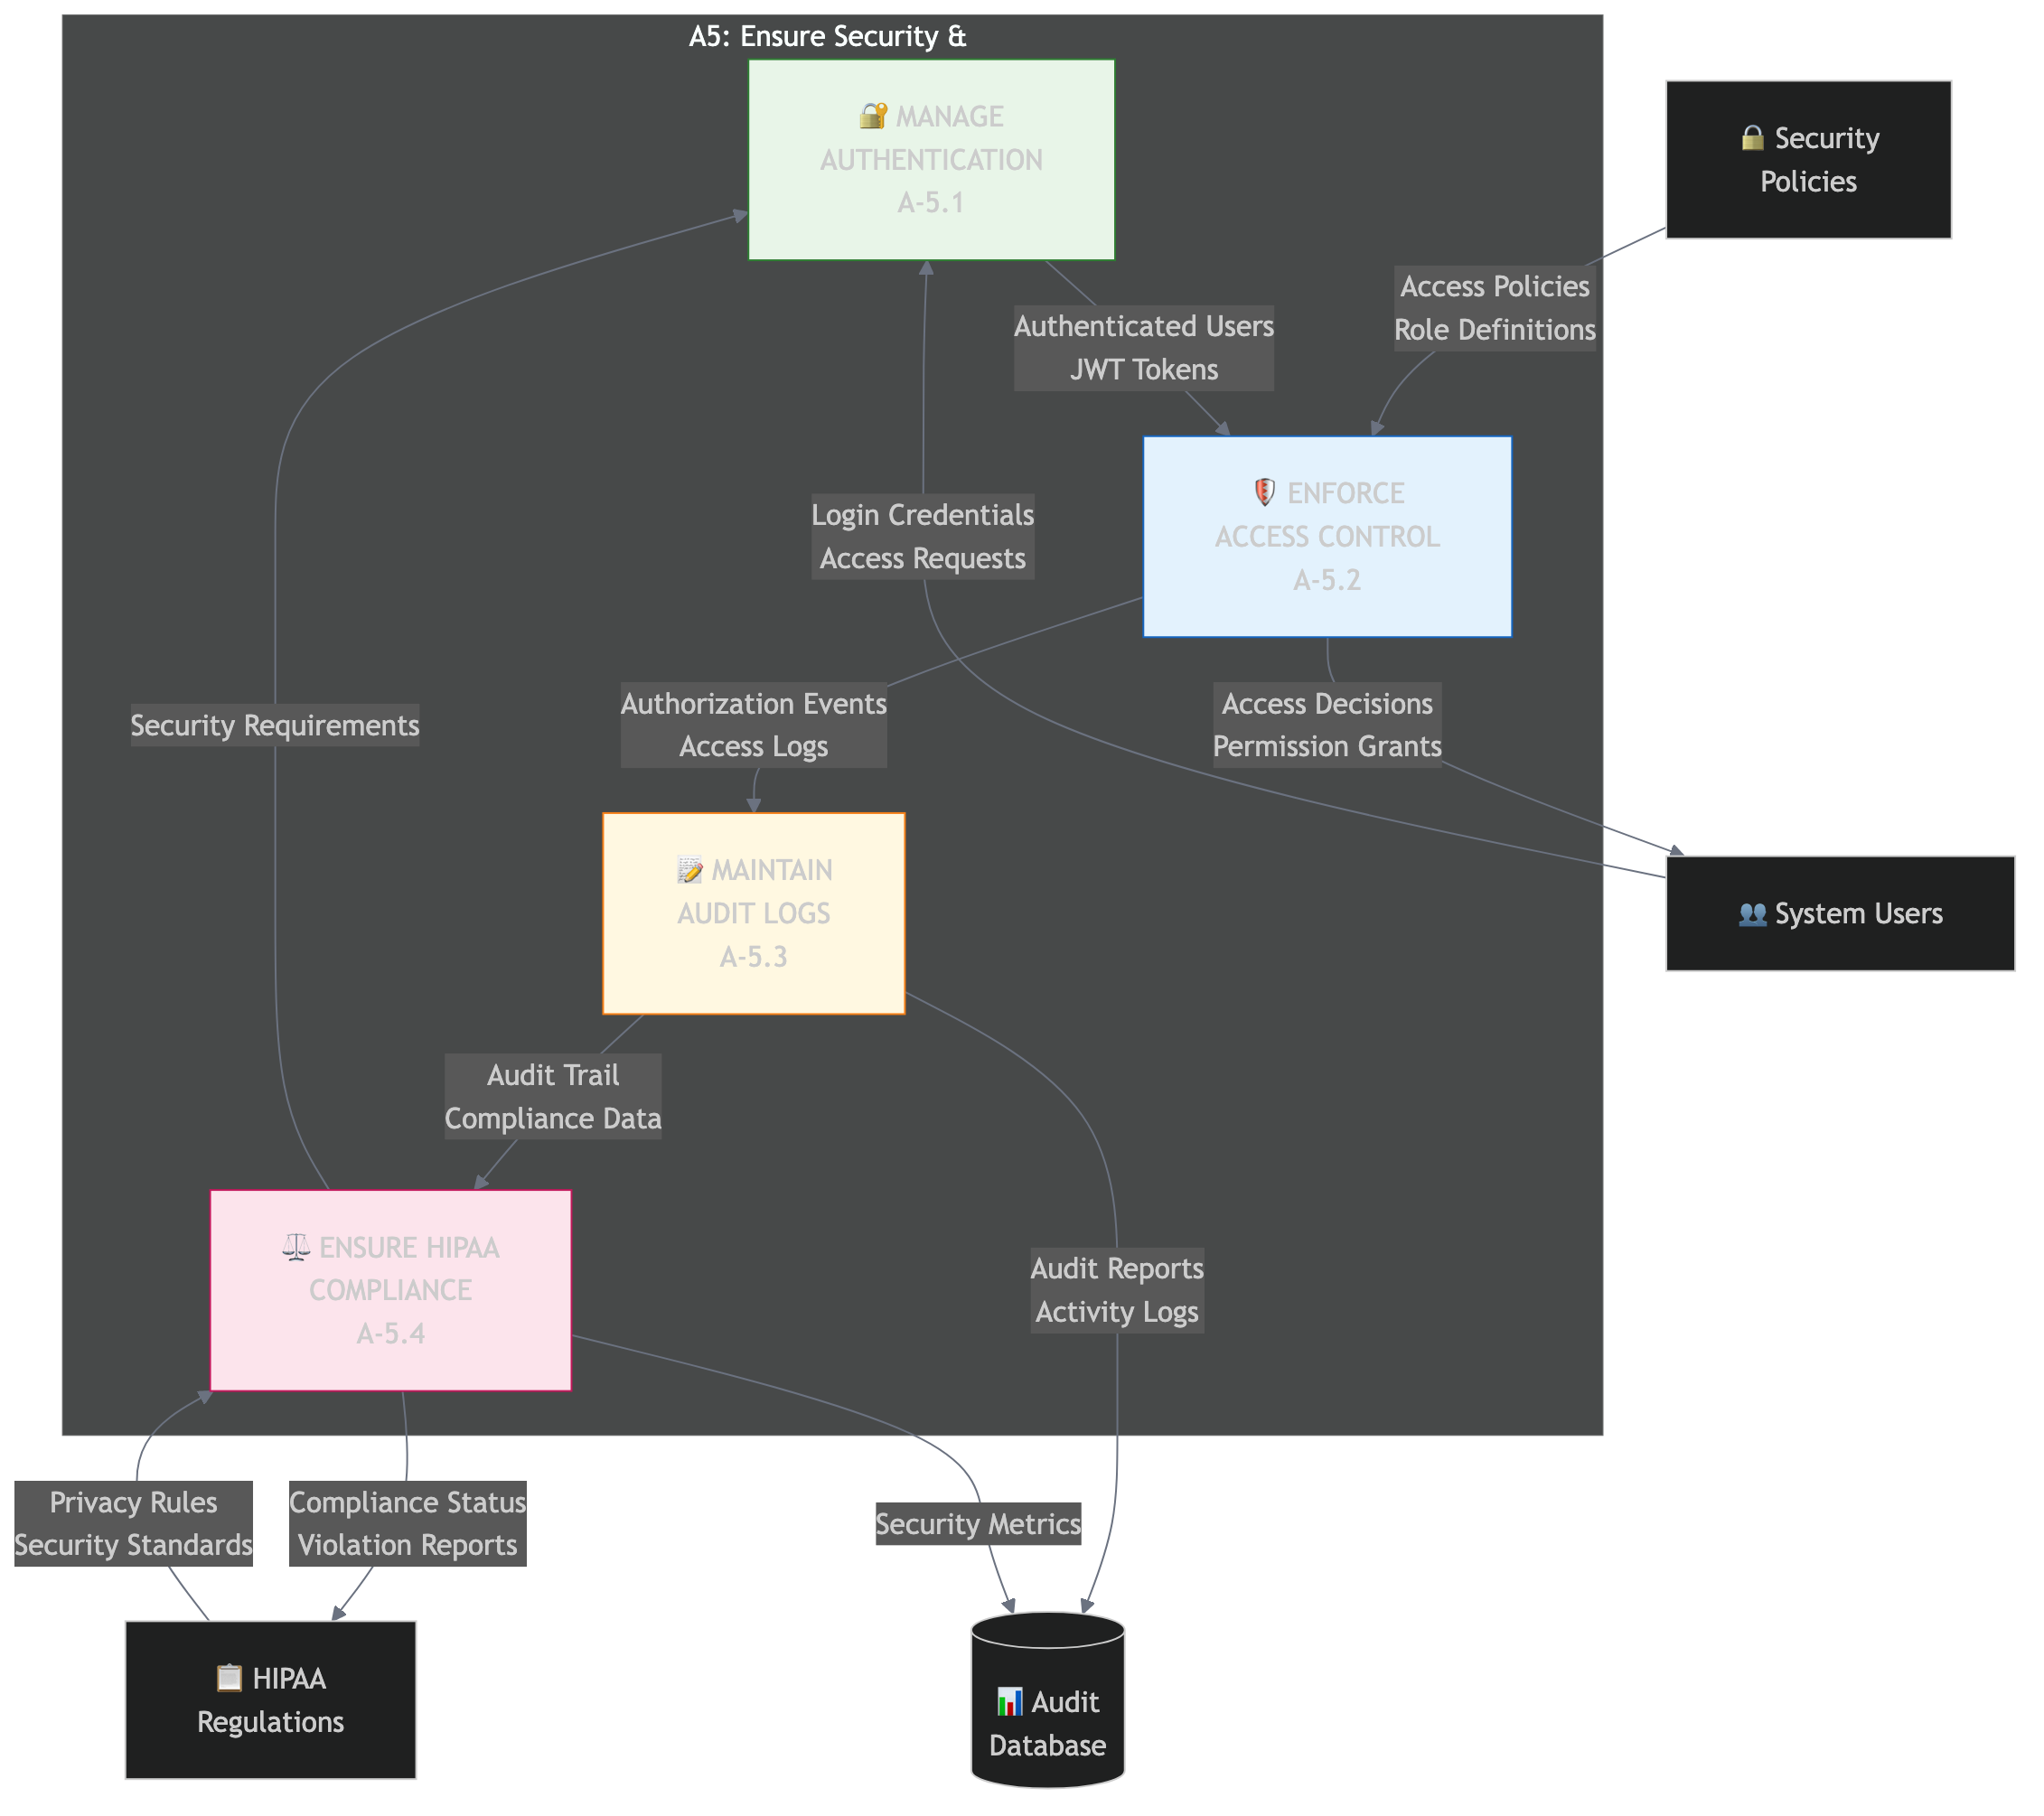 A5: Ensure Security &
🔐 MANAGE
AUTHENTICATION
A-5.1
🔒 Security
Policies
Access Policies
Role Definitions
Authenticated Users
JWT Tokens
🛡️ ENFORCE
ACCESS CONTROL
A-5.2
Login Credentials
Access Requests
Security Requirements
Authorization Events
Access Logs
Access Decisions
Permission Grants
📝 MAINTAIN
AUDIT LOGS
A-5.3
👥 System Users
Audit Trail
Compliance Data
⚖️ ENSURE HIPAA
COMPLIANCE
A-5.4
Audit Reports
Activity Logs
Privacy Rules
Security Standards
Compliance Status
Violation Reports
Security Metrics
📋 HIPAA
Regulations
📊 Audit
Database